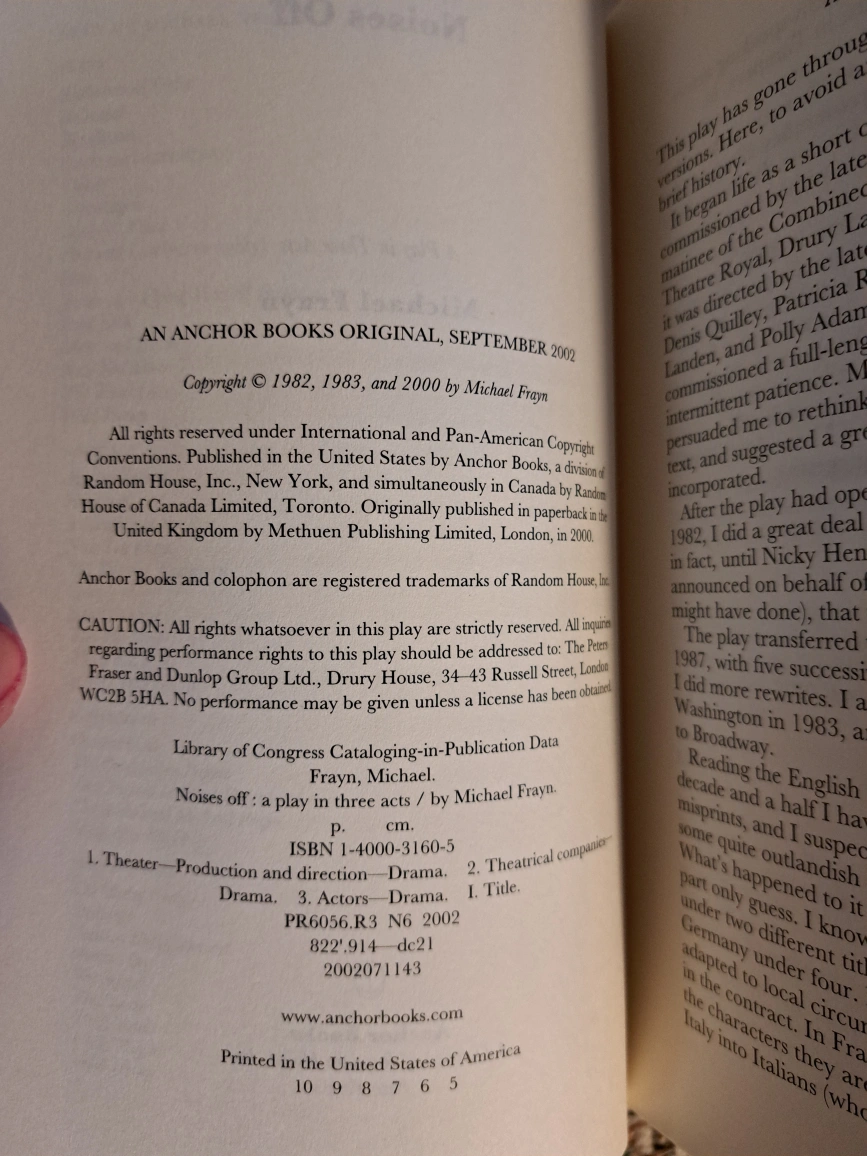 AN ANCHOR BOOKS ORIGINAL, SEPTEMBER 2002
Copyright © 1982, 1983, and 2000 by Michael Frayn
All rights reserved under International and Pan-American Copyright
Conventions. Published in the United States by Anchor Books, a division of
Random House, Inc., New York, and simultaneously in Canada by Random
House of Canada Limited, Toronto. Originally published in paperback in the
United Kingdom by Methuen Publishing Limited, London, in 2000.
Anchor Books and colophon are registered trademarks of Random House, Inc.
CAUTION: All rights whatsoever in this play are strictly reserved. All inquiries
regarding performance rights to this play should be addressed to: The Peters
Fraser and Dunlop Group Ltd., Drury House, 34–43 Russell Street, London
WC2B 5HA. No performance may be given unless a license has been obtained.
Library of Congress Cataloging-in-Publication Data
Frayn, Michael.
Noises off : a play in three acts / by Michael Frayn.
p. cm.
ISBN 1-4000-3160-5
1. Theater—Production and direction—Drama. 2. Theatrical companies—
Drama. 3. Actors—Drama. I. Title.
PR6056.R3 N6 2002
822'.914—dc21
2002071143
www.anchorbooks.com
Printed in the United States of America
10 9 8 7 6 5
This play has gone throug
versions. Here, to avoid a
brief history.
It began life as a short
commissioned by the late
matinee of the Combined
Theatre Royal, Drury La
it was directed by the late
Denis Quilley, Patricia R
Landen, and Polly Adam
commissioned a full-leng
intermittent patience. M
persuaded me to rethink
text, and suggested a gre
incorporated.
After the play had ope
1982, I did a great deal
in fact, until Nicky Hen
announced on behalf of
might have done), that
The play transferred
1987, with five successi
I did more rewrites. I a
Washington in 1983, a
to Broadway.
Reading the English
decade and a half I hav
misprints, and I suspec
some quite outlandish
What's happened to it
part only guess. I know
under two different titl
Germany under four.
adapted to local circum
in the contract. In Fra
the characters they are
Italy into Italians (who